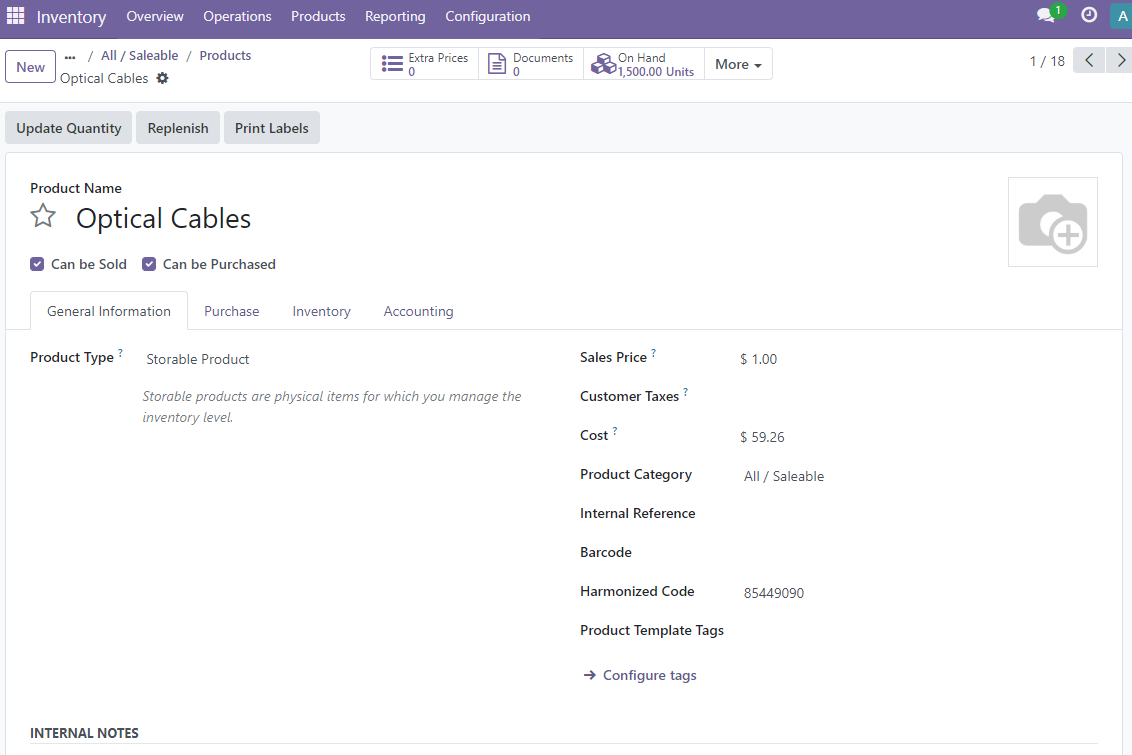 Inventory Overview Operations Products Reporting Configuration 1 A
New ... / All / Saleable / Products
Optical Cables
Extra Prices
0
Documents
0
On Hand
1,500.00 Units
More
1 / 18
Update Quantity Replenish Print Labels
Product Name
Optical Cables
Can be Sold Can be Purchased
General Information Purchase Inventory Accounting
Product Type ? Storable Product
Storable products are physical items for which you manage the
inventory level.
Sales Price ? $ 1.00
Customer Taxes ?
Cost ? $ 59.26
Product Category All / Saleable
Internal Reference
Barcode
Harmonized Code 85449090
Product Template Tags
→ Configure tags
INTERNAL NOTES